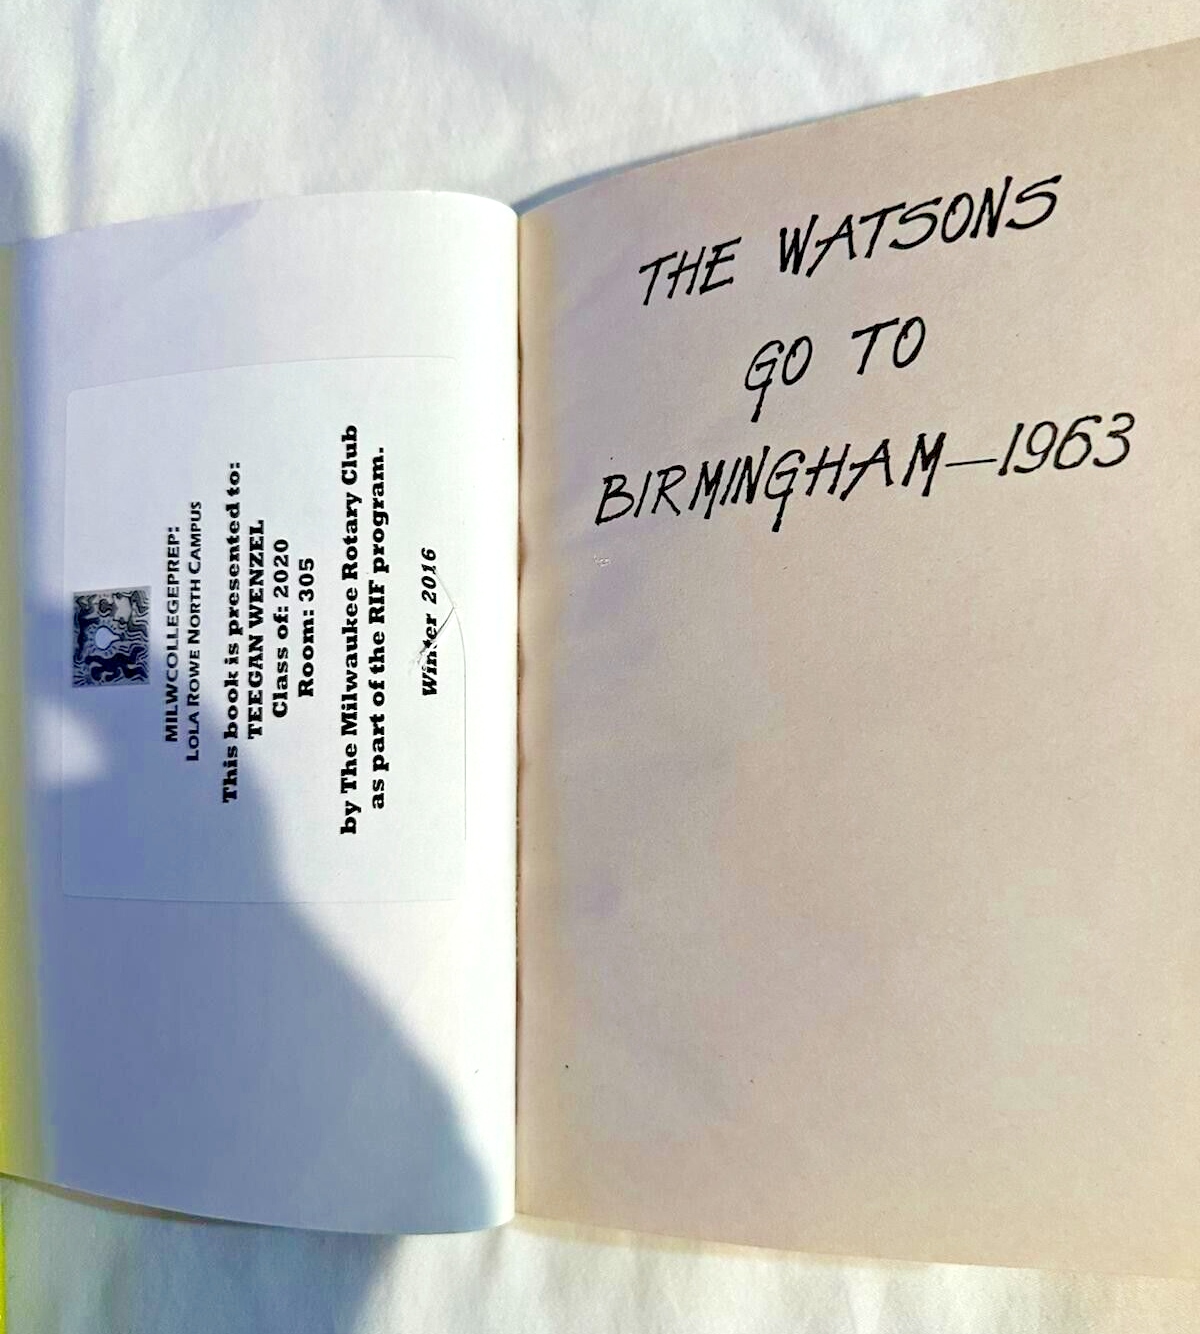 MILWCOLLEGEPREP:
LOLA ROWE NORTH CAMPUS
This book is presented to:
TEEGAN WENZEL
Class of: 2020
Room: 305
by The Milwaukee Rotary Club
as part of the RIF program.
Winter 2016
THE WATSONS
GO TO
BIRMINGHAM—1963